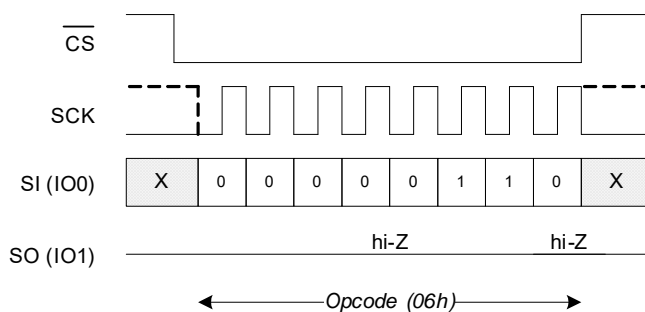 CS
SCK
SI (IO0) X 0 0 0 0 0 1 1 0 X
SO (IO1) hi-Z hi-Z
Opcode (06h)